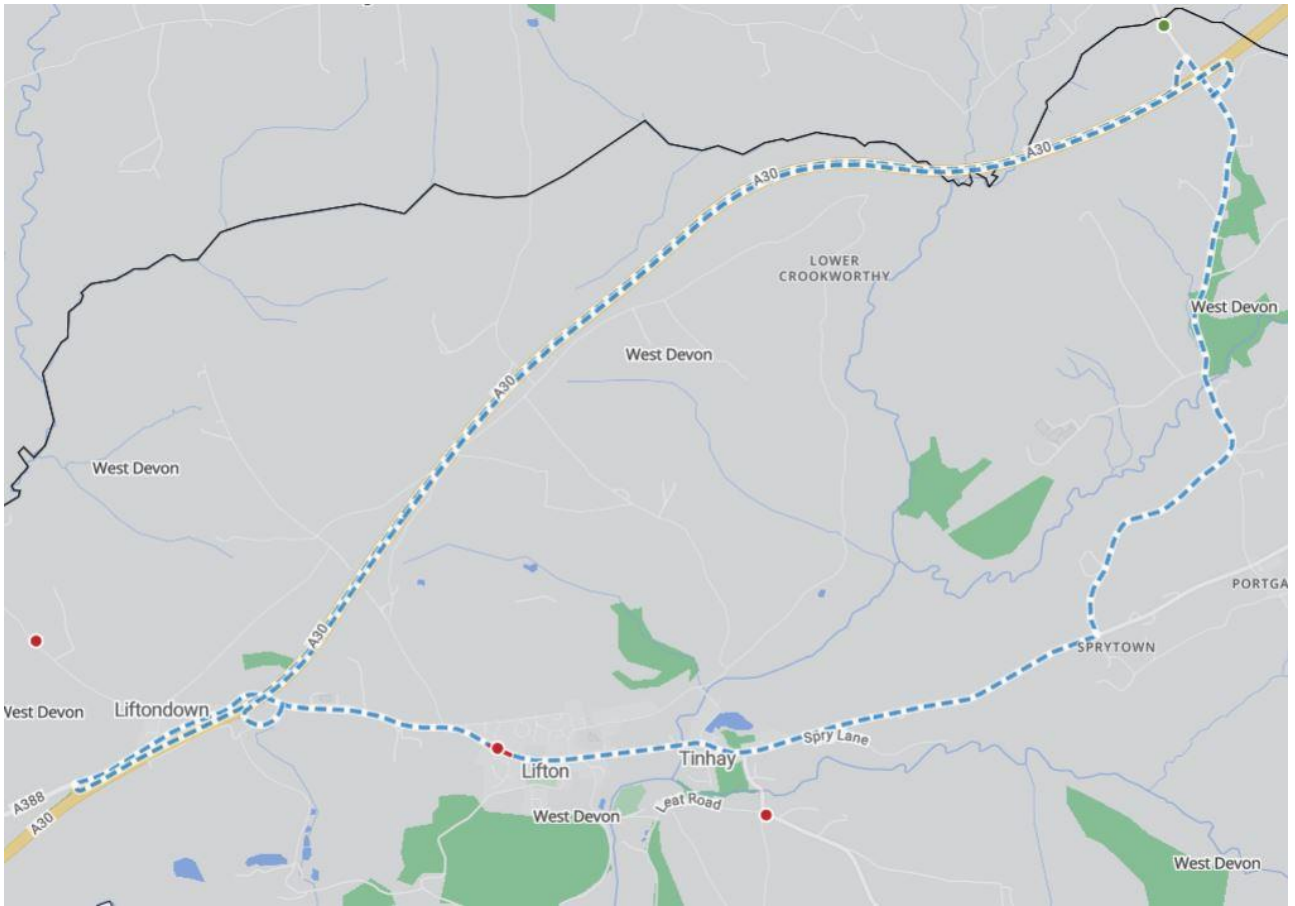 A30
A30
LOWER
CROOKWORTHY
West Devon
West Devon
A30
West Devon
PORTGA
A30
SPRYTOWN
West Devon
Liftondown
Spry Lane
Tinhay
Lifton
A388
Leat Road
A30
West Devon
West Devon